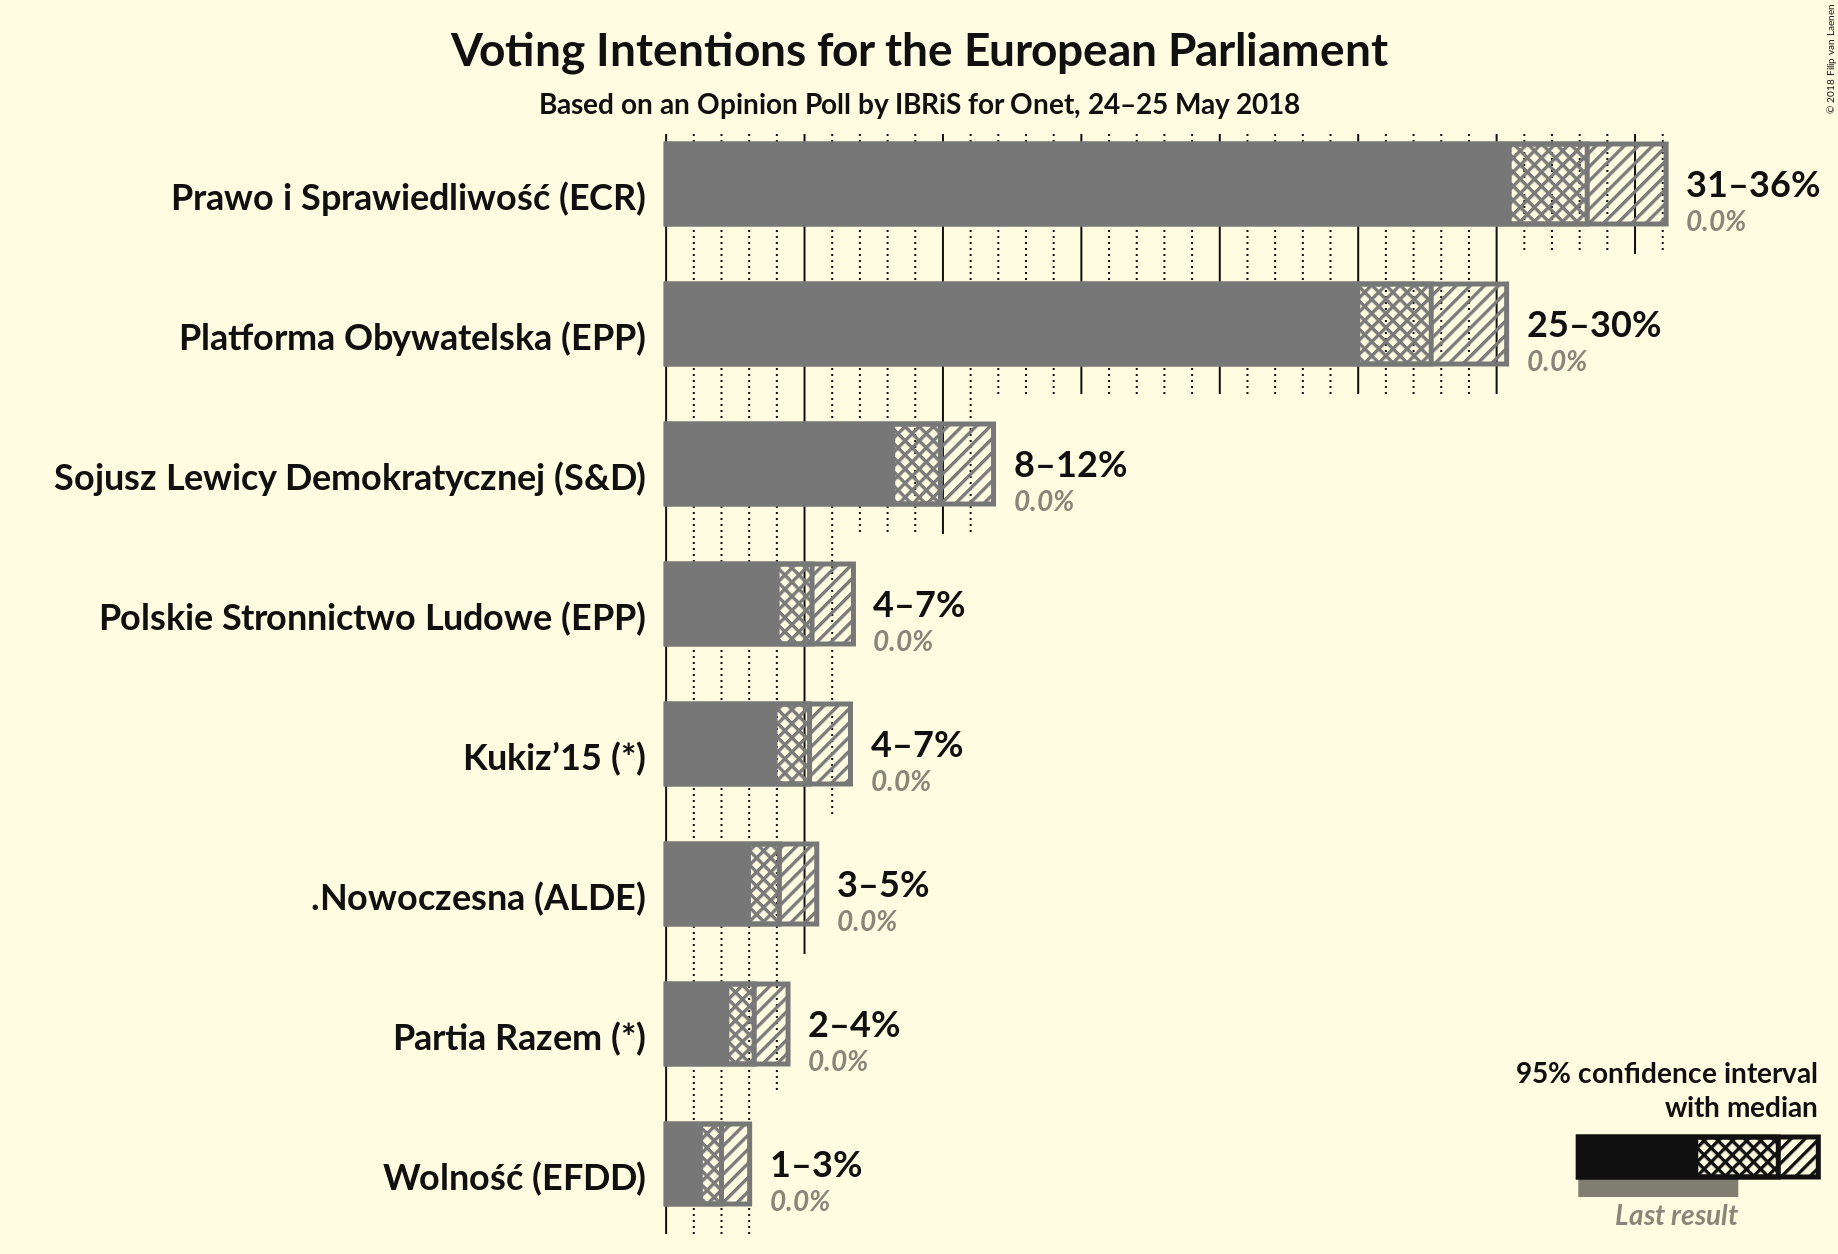 Voting Intentions for the European Parliament
Based on an Opinion Poll by IBRiS for Onet, 24–25 May 2018
© 2018 Filip van Laenen
Prawo i Sprawiedliwość (ECR)
31–36%
0.0%
Platforma Obywatelska (EPP)
25–30%
0.0%
Sojusz Lewicy Demokratycznej (S&D)
8–12%
0.0%
Polskie Stronnictwo Ludowe (EPP)
4–7%
0.0%
Kukiz’15 (*)
4–7%
0.0%
.Nowoczesna (ALDE)
3–5%
0.0%
Partia Razem (*)
2–4%
0.0%
Wolność (EFDD)
1–3%
0.0%
95% confidence interval
with median
Last result